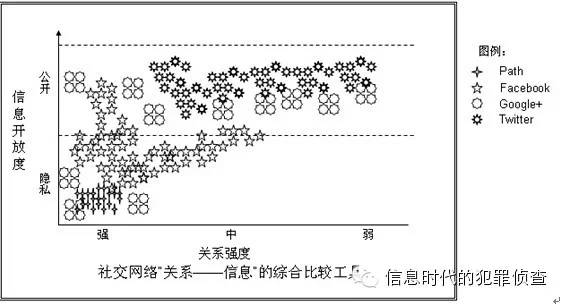 公开
信息开放度
隐私
强
中
弱
关系强度
图例：
Path
Facebook
Google+
Twitter
社交网络"关系——信息"的综合比较工具
信息时代的犯罪侦查